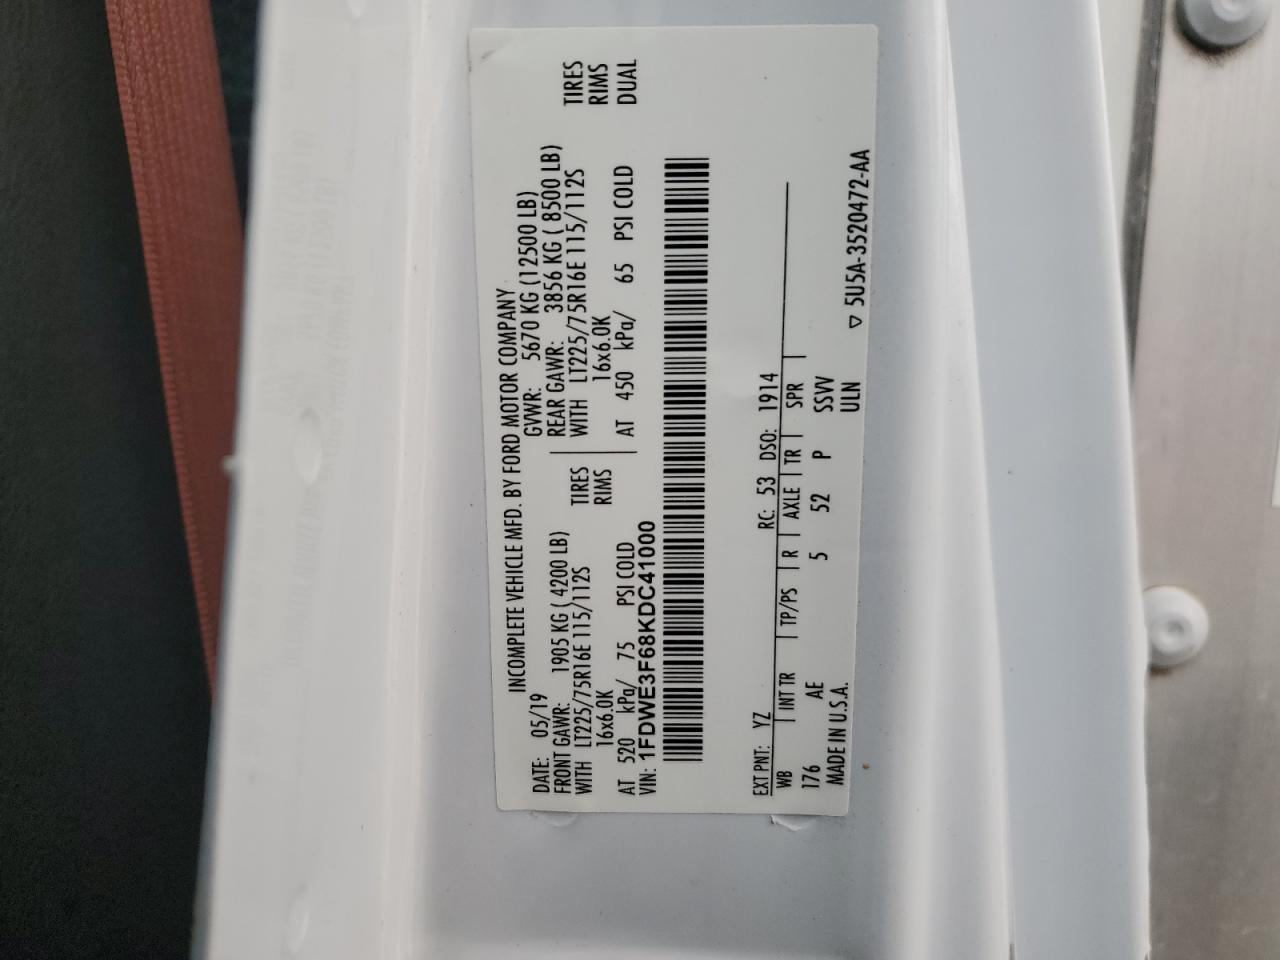 INCOMPLETE VEHICLE MFD. BY FORD MOTOR COMPANY
DATE: 05/19 GVWR: 5670 KG (12500 LB)
FRONT GAWR: 1905 KG ( 4200 LB) REAR GAWR: 3856 KG ( 8500 LB)
WITH LT225/75R16E 115/112S TIRES WITH LT225/75R16E 115/112S TIRES
16x6.0K RIMS 16x6.0K RIMS
AT 520 kPa/ 75 PSI COLD AT 450 kPa/ 65 PSI COLD DUAL
VIN: 1FDWE3F68KDC41000
EXT PNT: YZ RC: 53 DSO: 1914
WB INT TR TP/PS R AXLE TR SPR
176 AE 5 52 P SSVV
MADE IN U.S.A. ULN
▽ 5U5A-3520472-AA